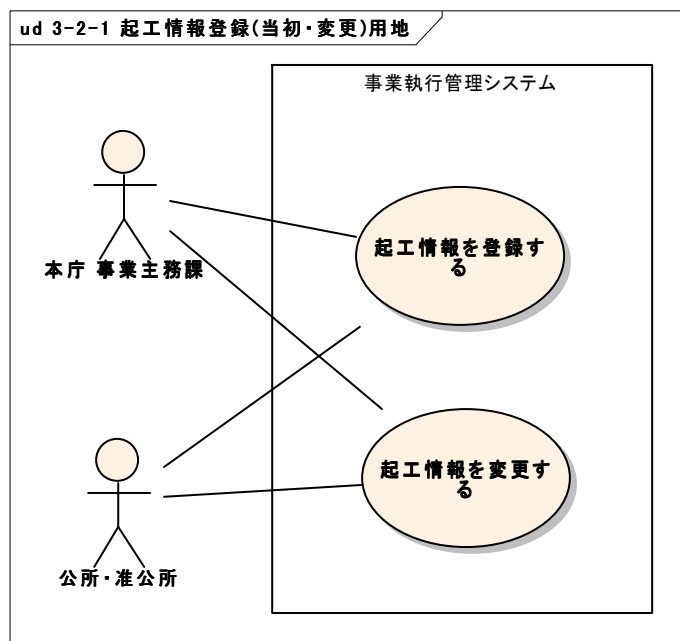 ud 3-2-1 起工情報登録(当初・変更)用地
事業執行管理システム
本庁 事業主務課
起工情報を登録す
る
公所・准公所
起工情報を変更す
る